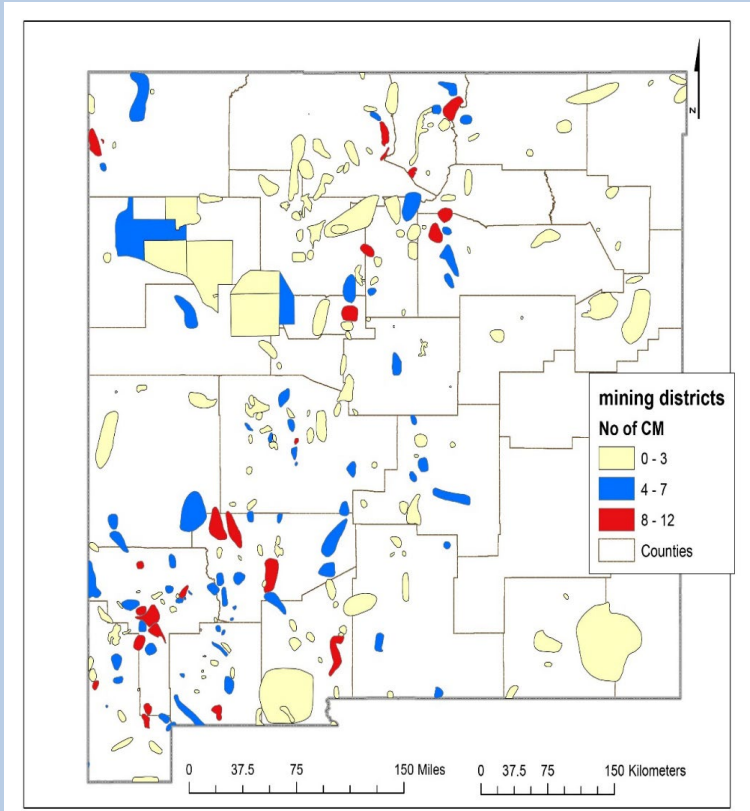 N
mining districts
No of CM
0 - 3
4 - 7
8 - 12
Counties
0 37.5 75 150 Miles
0 37.5 75 150 Kilometers